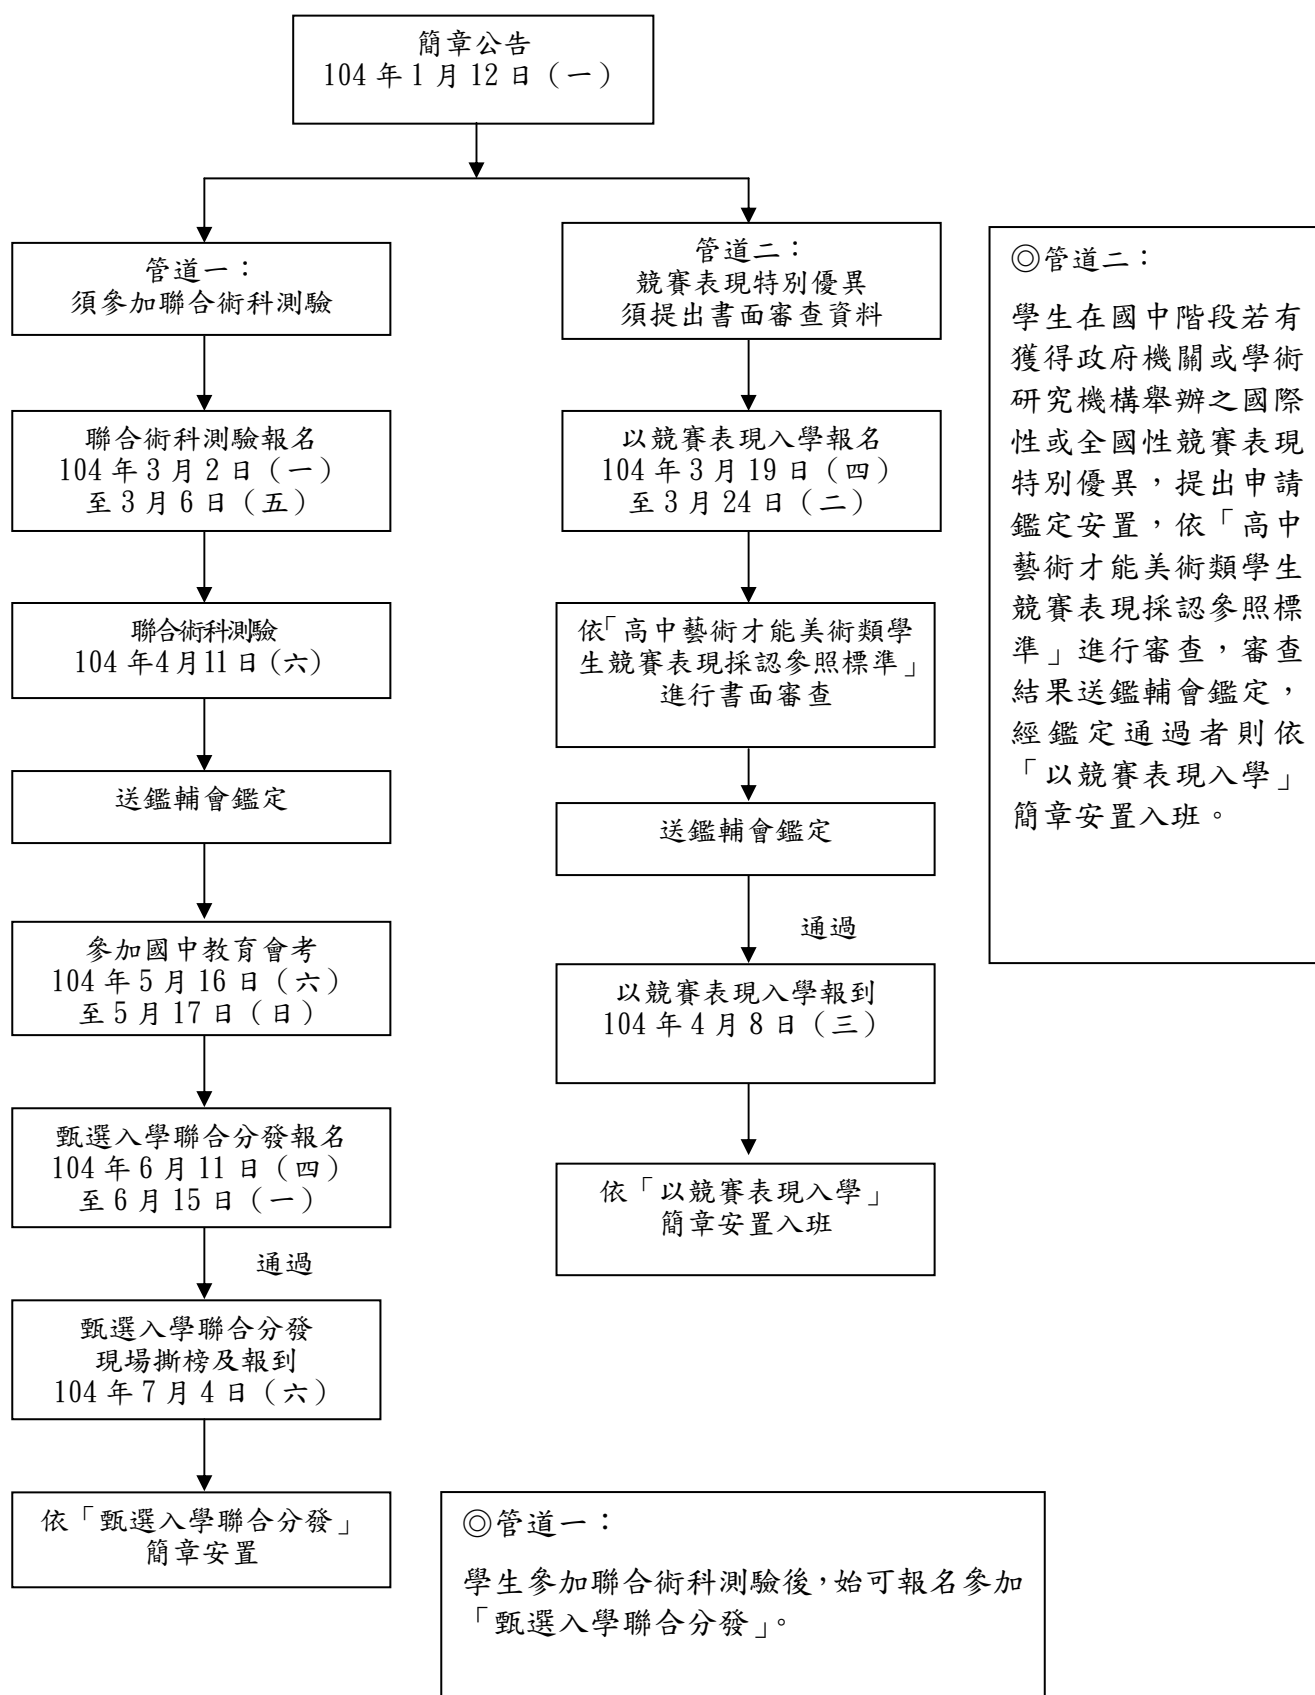 簡章公告
104 年 1 月 12 日（一）
管道一：
須參加聯合術科測驗
聯合術科測驗報名
104 年 3 月 2 日（一）
至 3 月 6 日（五）
聯合術科測驗
104 年4 月 11 日(六)
送鑑輔會鑑定
參加國中教育會考
104 年 5 月 16 日（六）
至 5 月 17 日（日）
甄選入學聯合分發報名
104 年 6 月 11 日（四）
至 6 月 15 日（一）
通過
甄選入學聯合分發
現場撕榜及報到
104 年 7 月 4 日（六）
依「甄選入學聯合分發」
簡章安置
管道二：
競賽表現特別優異
須提出書面審查資料
以競賽表現入學報名
104 年 3 月 19 日（四）
至 3 月 24 日（二）
依「高中藝術才能美術類學
生競賽表現採認參照標準」
進行書面審查
送鑑輔會鑑定
通過
以競賽表現入學報到
104 年 4 月 8 日（三）
依「以競賽表現入學」
簡章安置入班
◎管道二：
學生在國中階段若有
獲得政府機關或學術
研究機構舉辦之國際
性或全國性競賽表現
特別優異，提出申請
鑑定安置，依「高中
藝術才能美術類學生
競賽表現採認參照標
準」進行審查，審查
結果送鑑輔會鑑定，
經鑑定通過者則依
「以競賽表現入學」
簡章安置入班。
◎管道一：
學生參加聯合術科測驗後，始可報名參加
「甄選入學聯合分發」。